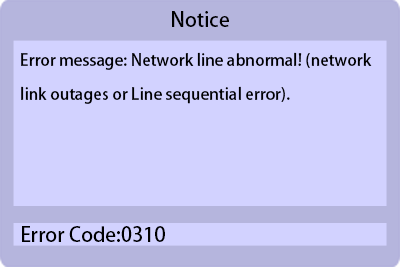 Notice
Error message: Network line abnormal! (network
link outages or Line sequential error).
Error Code:0310